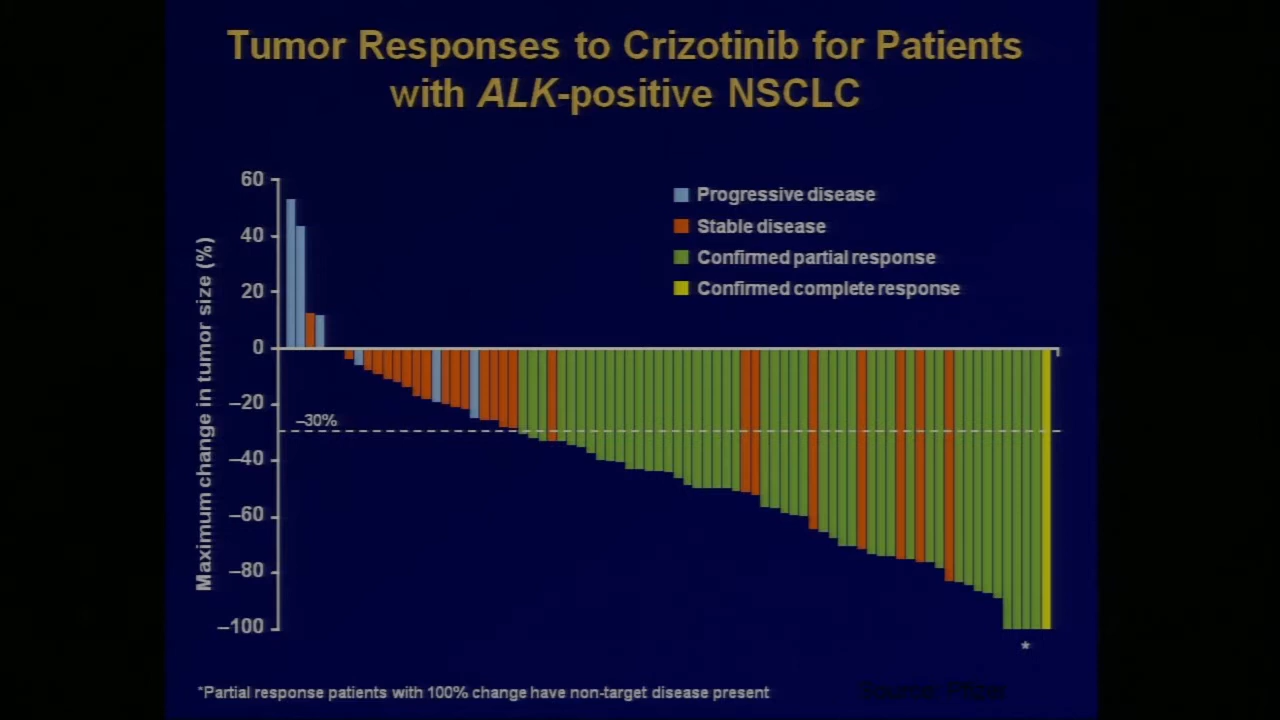 Tumor Responses to Crizotinib for Patients
with ALK-positive NSCLC
Maximum change in tumor size (%)
60
40
20
0
–20
–40
–60
–80
–100
–30%
Progressive disease
Stable disease
Confirmed partial response
Confirmed complete response
*
*Partial response patients with 100% change have non-target disease present
Source: Pfizer